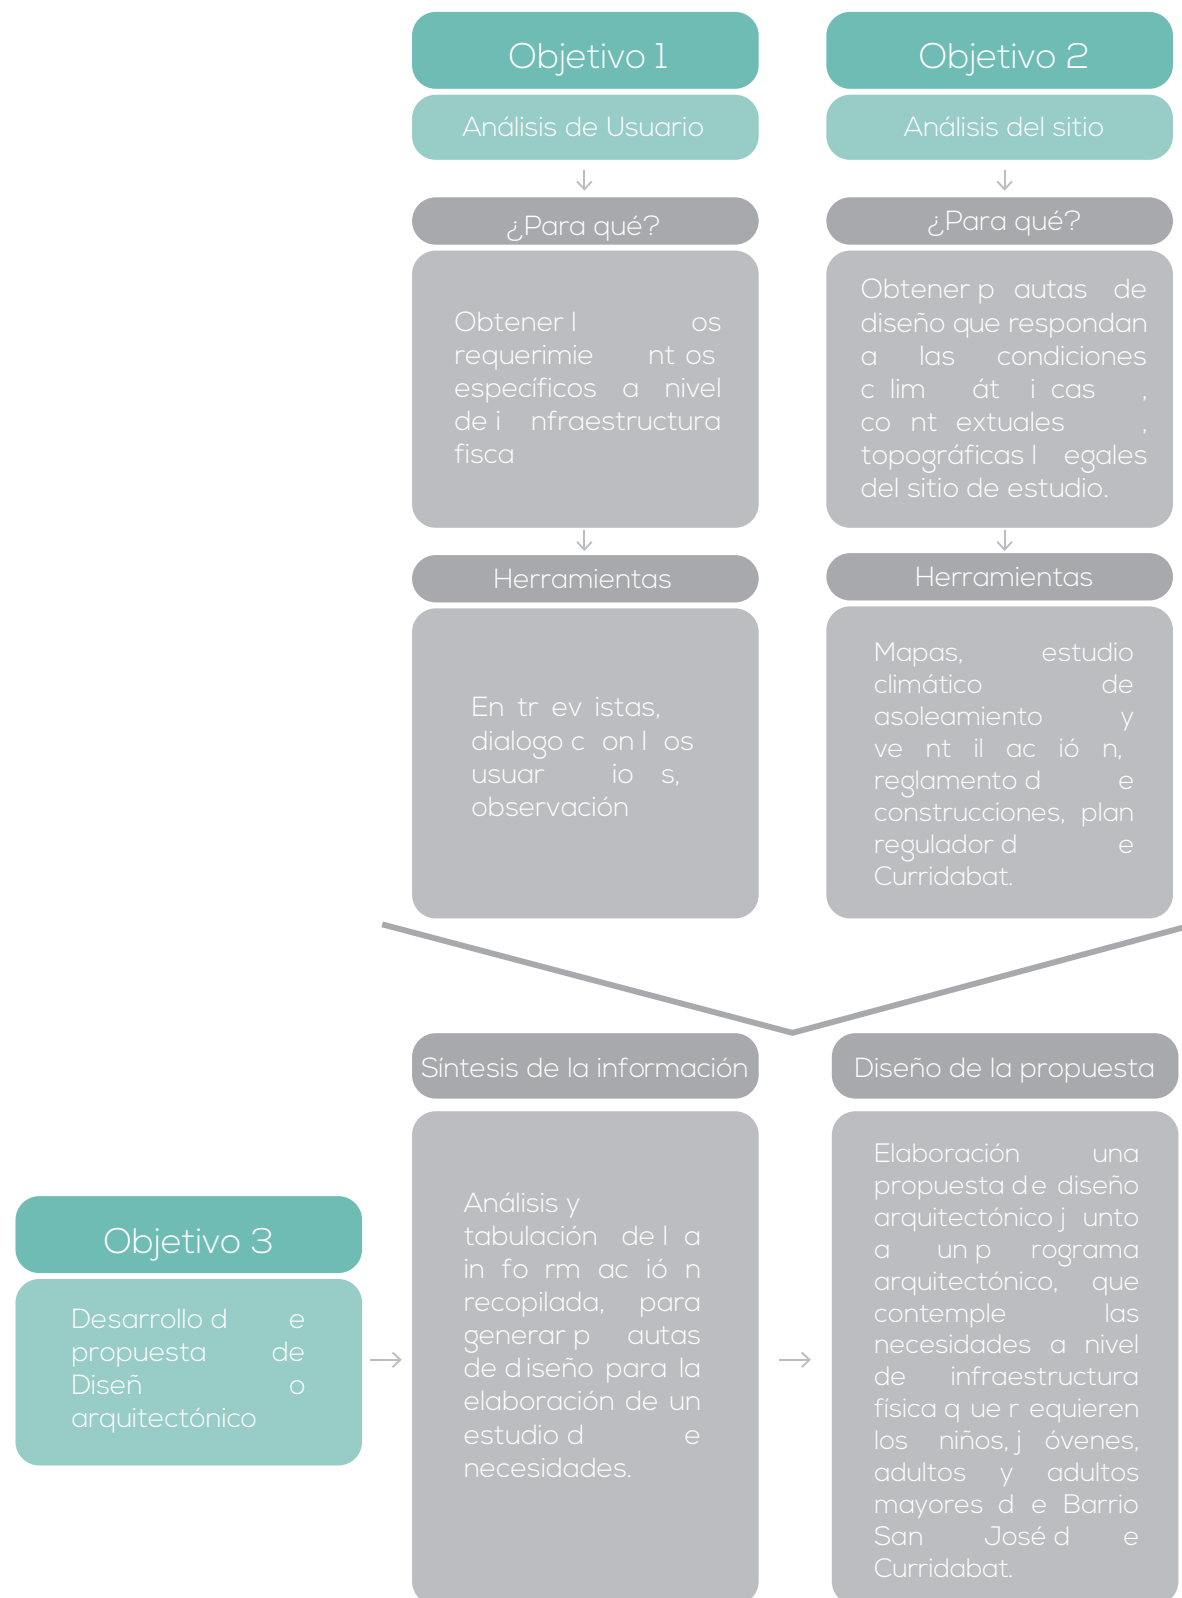 Objetivo 1
Análisis de Usuario
¿Para qué?
Obtener l os
requerimie nt os
específicos a nivel
de i nfraestructura
fisca
Herramientas
En tr ev istas,
dialogo c on l os
usuar io s,
observación
Objetivo 2
Análisis del sitio
¿Para qué?
Obtener p autas de
diseño que respondan
a las condiciones
c lim át i cas ,
co nt extuales ,
topográficas l egales
del sitio de estudio.
Herramientas
Mapas, estudio
climático de
asoleamiento y
ve nt il ac ió n,
reglamento d e
construcciones, plan
regulador d e
Curridabat.
Objetivo 3
Desarrollo d e
propuesta de
Diseñ o
arquitectónico
Síntesis de la información
Análisis y
tabulación de l a
in fo rm ac ió n
recopilada, para
generar p autas
de d iseño para la
elaboración de un
estudio d e
necesidades.
Diseño de la propuesta
Elaboración una
propuesta d e diseño
arquitectónico j unto
a un p rograma
arquitectónico, que
contemple las
necesidades a nivel
de infraestructura
física q ue r equieren
los niños, j óvenes,
adultos y adultos
mayores d e Barrio
San José d e
Curridabat.